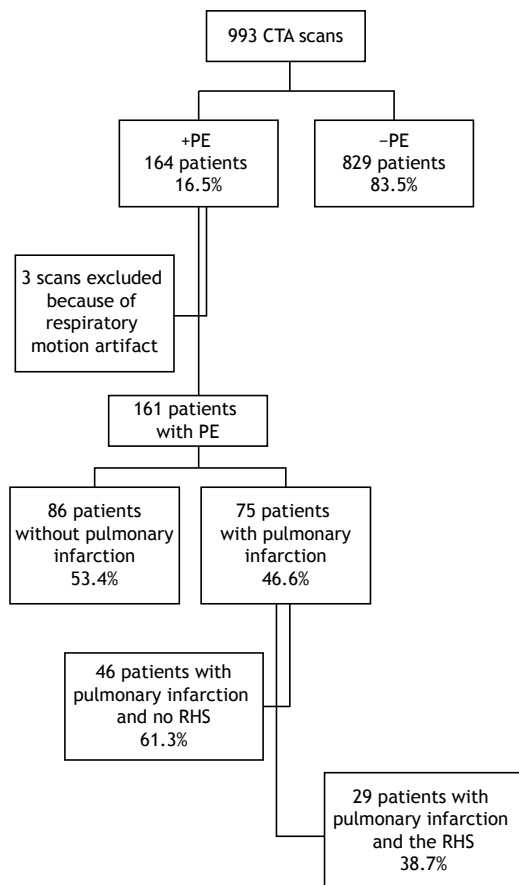 993 CTA scans
+PE
164 patients
16.5%
−PE
829 patients
83.5%
3 scans excluded
because of
respiratory
motion artifact
161 patients
with PE
86 patients
without pulmonary
infarction
53.4%
75 patients
with pulmonary
infarction
46.6%
46 patients with
pulmonary infarction
and no RHS
61.3%
29 patients with
pulmonary infarction
and the RHS
38.7%